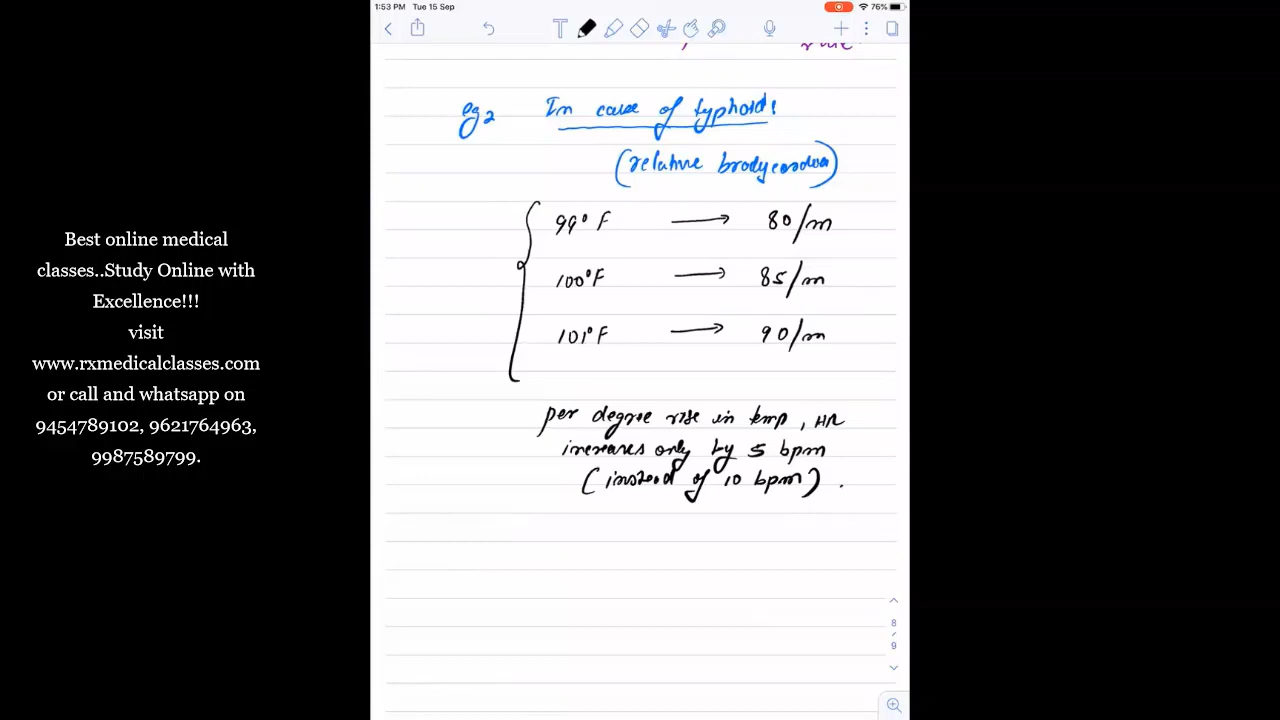 1:53 PM Tue 15 Sep
76%
Best online medical
classes..Study Online with
Excellence!!!
visit
www.rxmedicalclasses.com
or call and whatsapp on
9454789102, 9621764963,
9987589799.
eg 2 In case of typhoid:
(relative bradycardia)
99°F → 80/m
100°F → 85/m
101°F → 90/m
per degree rise in temp, HR
increases only by 5 bpm
(instead of 10 bpm).
8
9